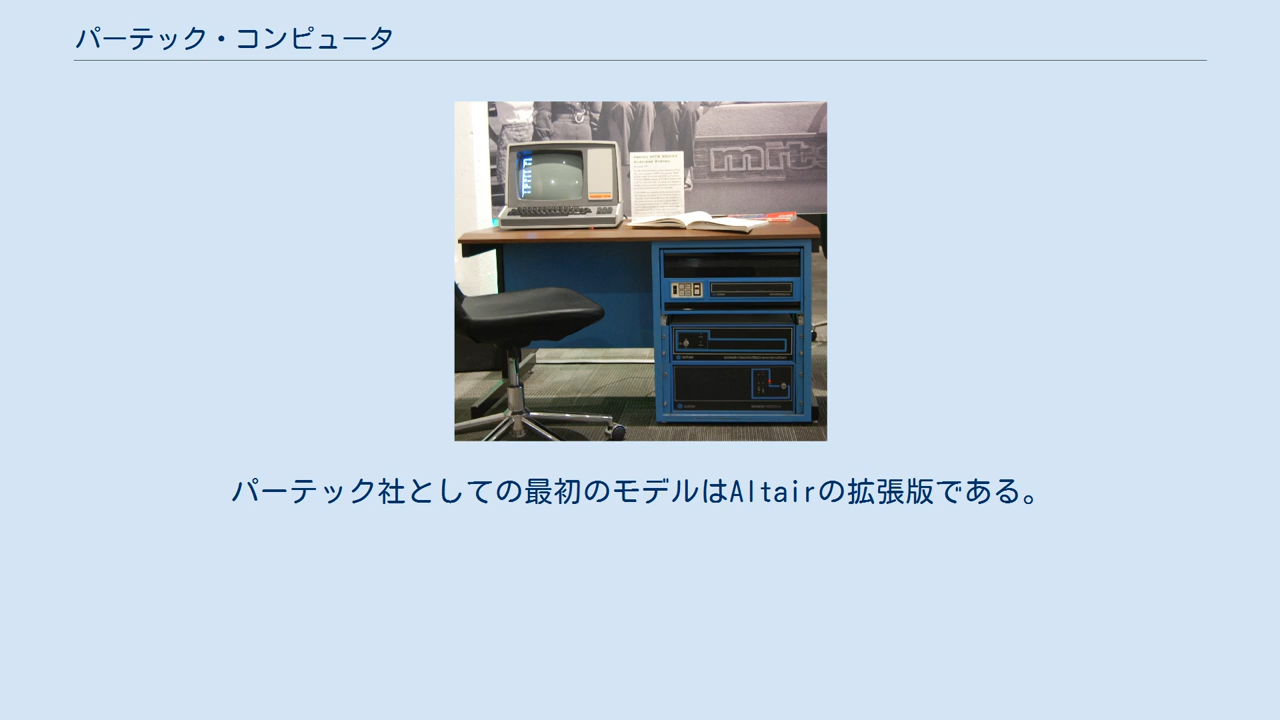 パーテック・コンピュータ
mits
パーテック社としての最初のモデルはAltairの拡張版である。